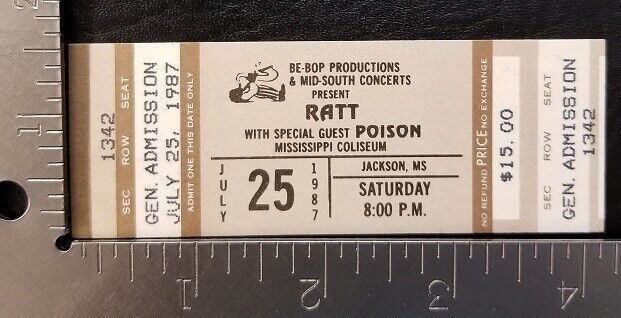 SEC ROW SEAT
1342
GEN. ADMISSION
JULY 25, 1987
ADMIT ONE THIS DATE ONLY
BE-BOP PRODUCTIONS
& MID-SOUTH CONCERTS
PRESENT
RATT
WITH SPECIAL GUEST POISON
MISSISSIPPI COLISEUM
JULY
25
1987
JACKSON, MS
SATURDAY
8:00 P.M.
NO REFUND PRICE NO EXCHANGE
$15.00
SEC ROW SEAT
GEN. ADMISSION
1342
1
2
1
2
3
4